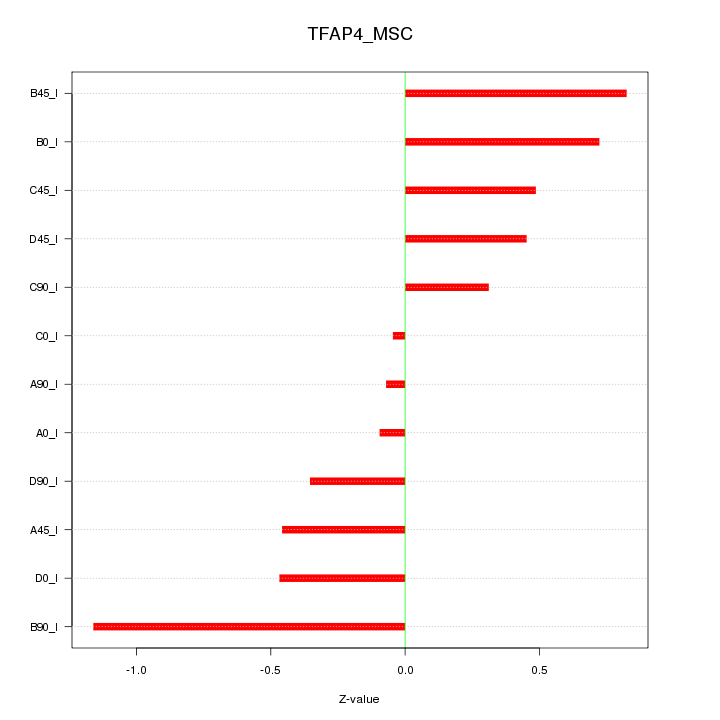 TFAP4_MSC
B45_I
B0_I
C45_I
D45_I
C90_I
C0_I
A90_I
A0_I
D90_I
A45_I
D0_I
B90_I
-1.0 -0.5 0.0 0.5
Z-value